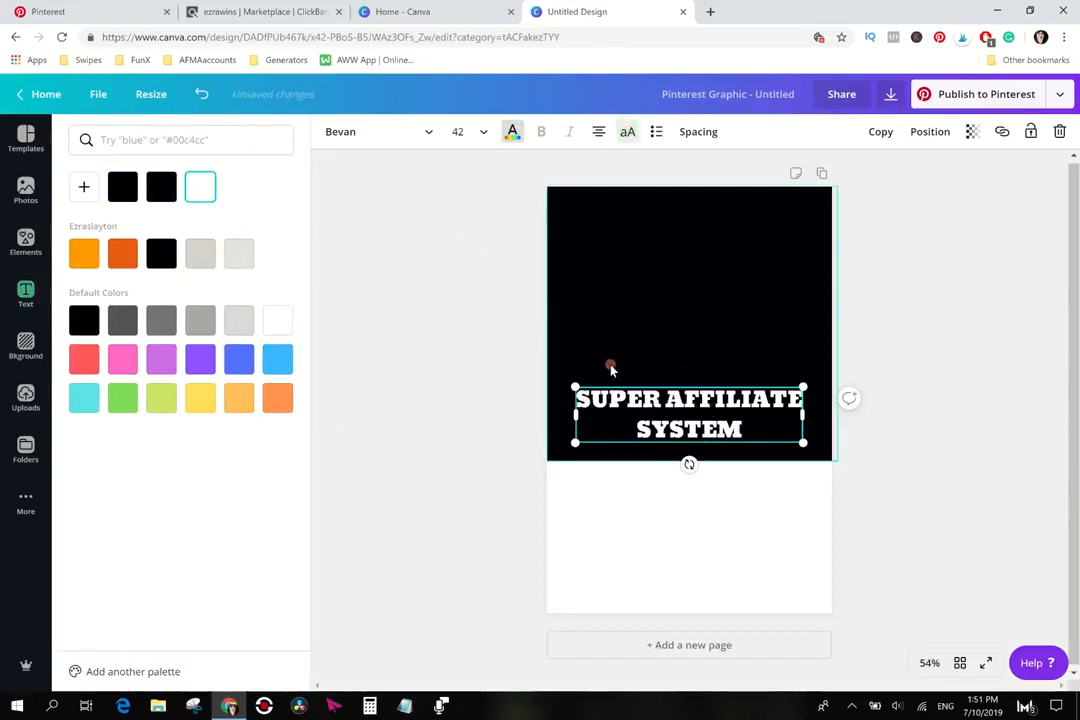 Pinterest
ezrawins | Marketplace | ClickBan
Home - Canva
Untitled Design
https://www.canva.com/design/DADfPUb467k/x42-PBoS-B5JWAz3OFs_Zw/edit?category=tACFakezTYY
IQ
Apps
Swipes
FunX
AFMAaccounts
Generators
AWW App | Online...
Other bookmarks
Home
File
Resize
Unsaved changes
Pinterest Graphic - Untitled
Share
Publish to Pinterest
Templates
Photos
Elements
Text
Bkground
Uploads
Folders
More
Try "blue" or "#00c4cc"
Bevan
42
A
B
I
aA
Spacing
Copy
Position
Ezraslayton
Default Colors
Add another palette
SUPER AFFILIATE
SYSTEM
+ Add a new page
54%
Help ?
ENG
1:51 PM
7/10/2019